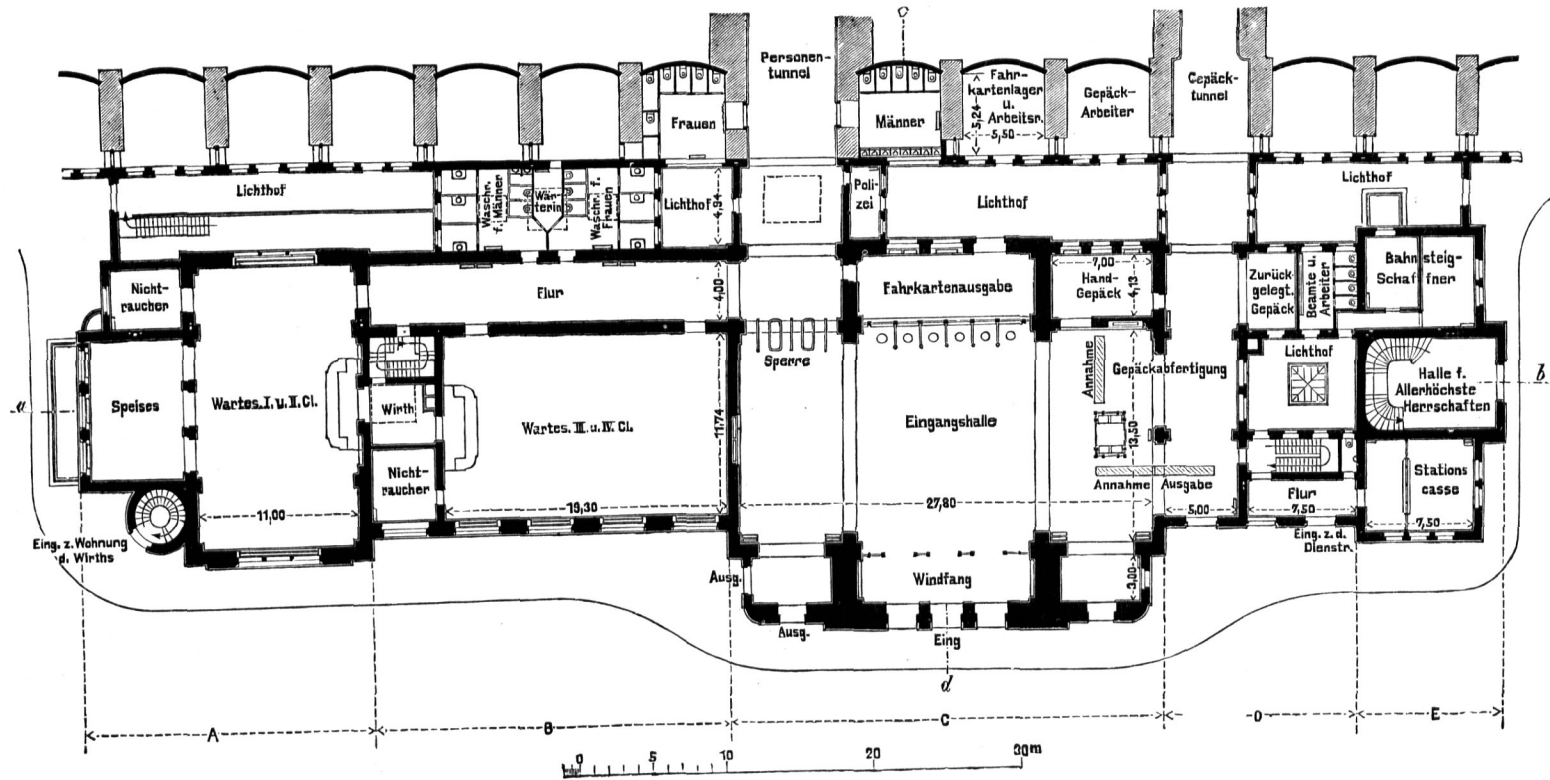 Personen-
tunnel
Fahr-
kartenlager
u.
Arbeitsr.
5,24
5,50
Gepäck-
Arbeiter
Gepäck-
tunnel
Frauen
Männer
Lichthof
Waschr.
f. Männer
Wär-
terin
Waschr. f.
Frauen
Lichthof
4,94
Poli-
zei
Lichthof
Lichthof
Nicht-
raucher
Flur
4,00
Fahrkartenausgabe
7,00
Hand-
Gepäck
4,13
Zurück-
gelegt.
Gepäck
Beamte u.
Arbeiter
Bahnsteig-
Schaffner
Sperre
Annahme
Gepäckabfertigung
Lichthof
Halle f.
Allerhöchste
Herrschaften
a
b
Speises
Wartes. I. u. II. Cl.
Wirth
Wartes. III. u. IV. Cl.
11,74
Eingangshalle
13,50
Nicht-
raucher
Annahme
Ausgabe
Stations
casse
11,00
19,30
27,80
5,00
Flur
7,50
7,50
Eing. z. Wohnung
d. Wirths
Eing. z. d.
Dienstr.
Ausg.
Windfang
3,00
Ausg.
Eing
d
A
B
C
D
E
0
5
10
20
30m